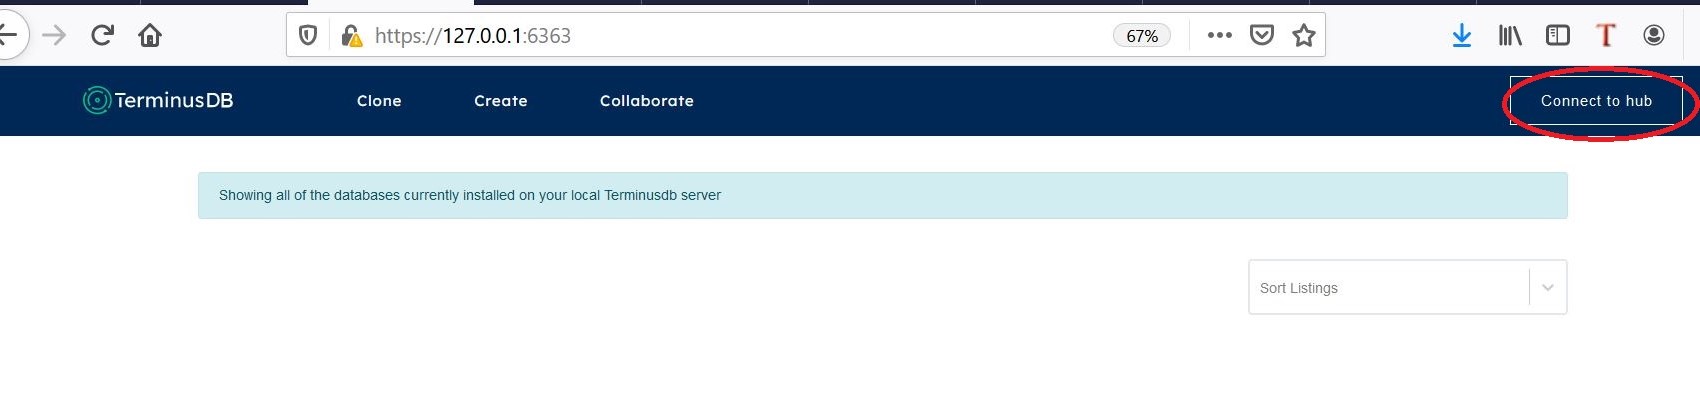 https://127.0.0.1:6363 67%
TerminusDB Clone Create Collaborate Connect to hub
Showing all of the databases currently installed on your local Terminusdb server
Sort Listings